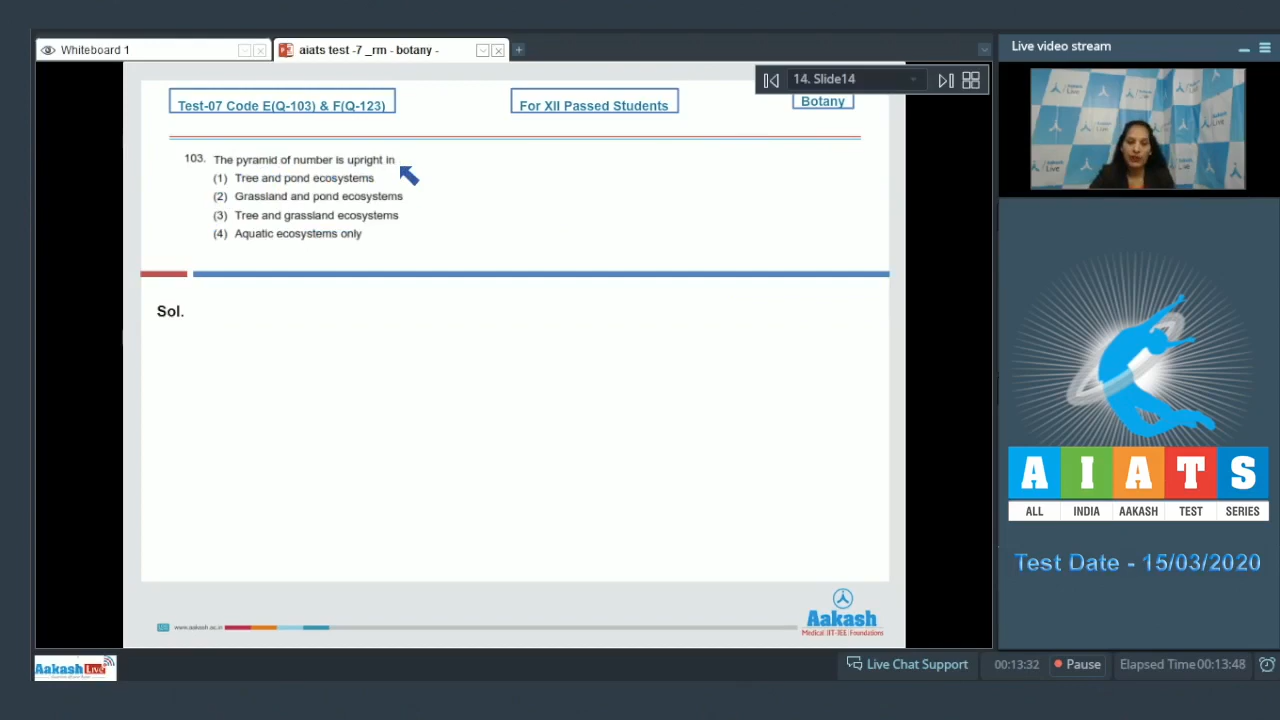 Whiteboard 1
aiats test -7 _rm - botany -
14. Slide14
Live video stream
Test-07 Code E(Q-103) & F(Q-123)
For XII Passed Students
Botany
103. The pyramid of number is upright in
(1) Tree and pond ecosystems
(2) Grassland and pond ecosystems
(3) Tree and grassland ecosystems
(4) Aquatic ecosystems only
Sol.
A I A T S
ALL INDIA AAKASH TEST SERIES
Test Date - 15/03/2020
www.aakash.ac.in
Aakash
Medical | IIT-JEE | Foundations
Aakash Live
Live Chat Support
00:13:32
Pause
Elapsed Time 00:13:48